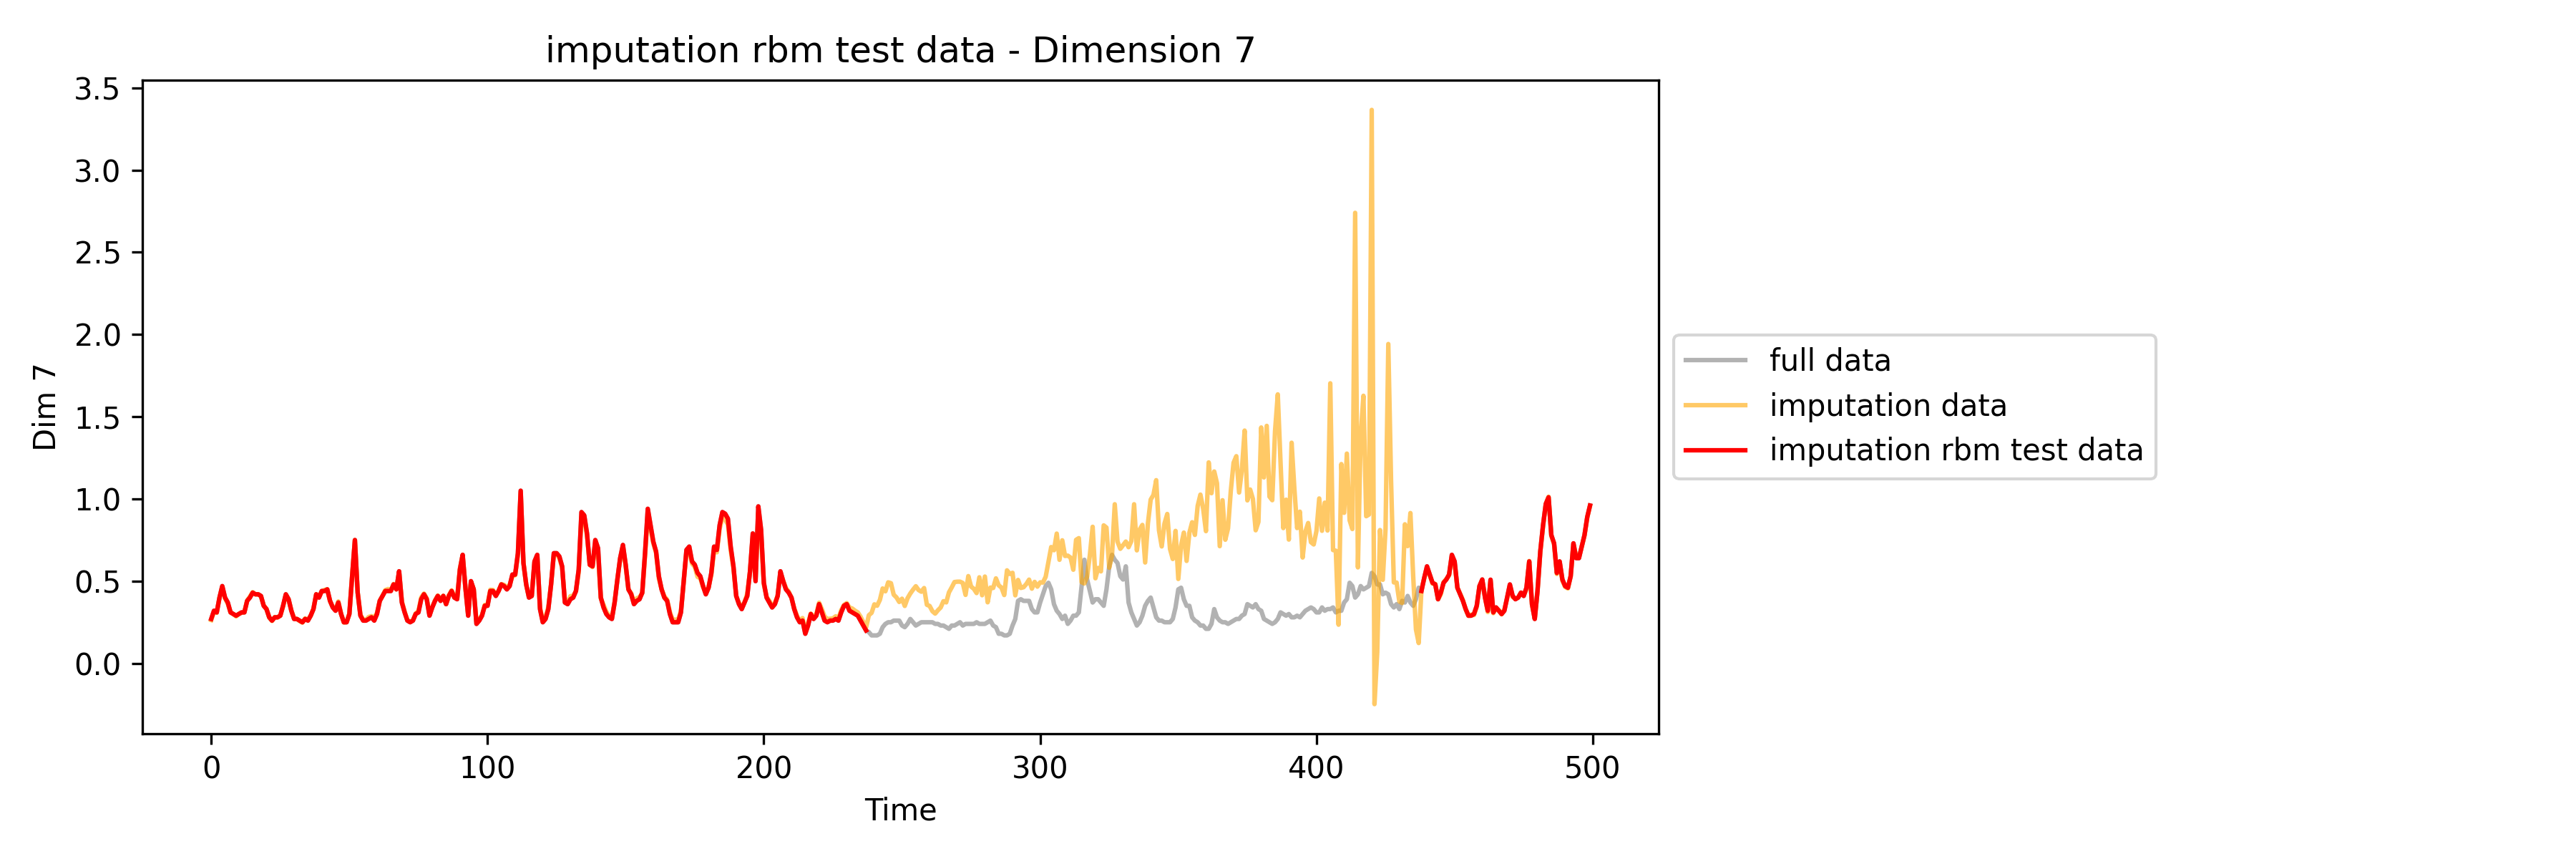 imputation rbm test data - Dimension 7
3.5
3.0
2.5
2.0
1.5
1.0
0.5
0.0
Dim 7
0 100 200 300 400 500
Time
full data
imputation data
imputation rbm test data